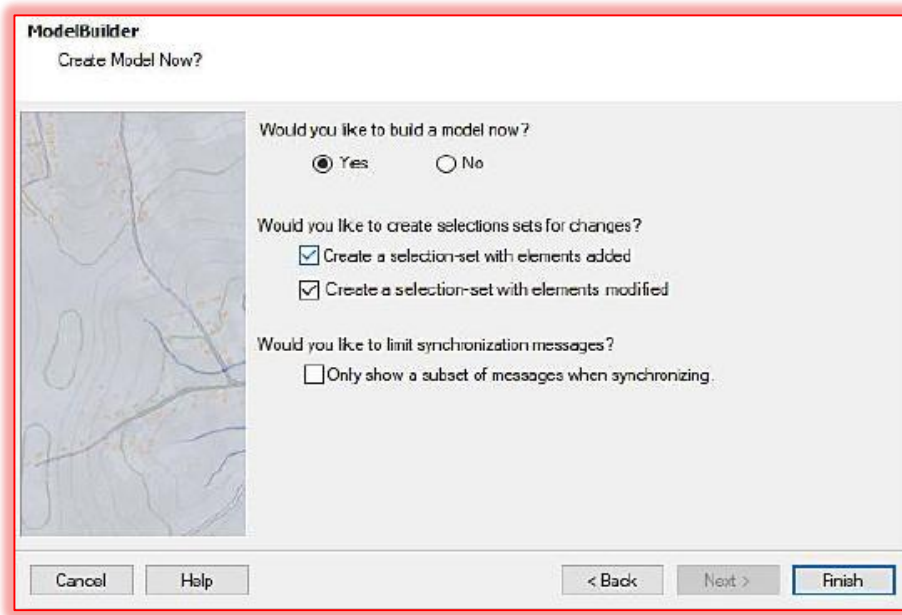 ModelBuilder
Create Model Now?
Would you like to build a model now?
Yes No
Would you like to create selections sets for changes?
Create a selection-set with elements added
Create a selection-set with elements modified
Would you like to limit synchronization messages?
Only show a subset of messages when synchronizing.
Cancel Help < Back Next > Finish